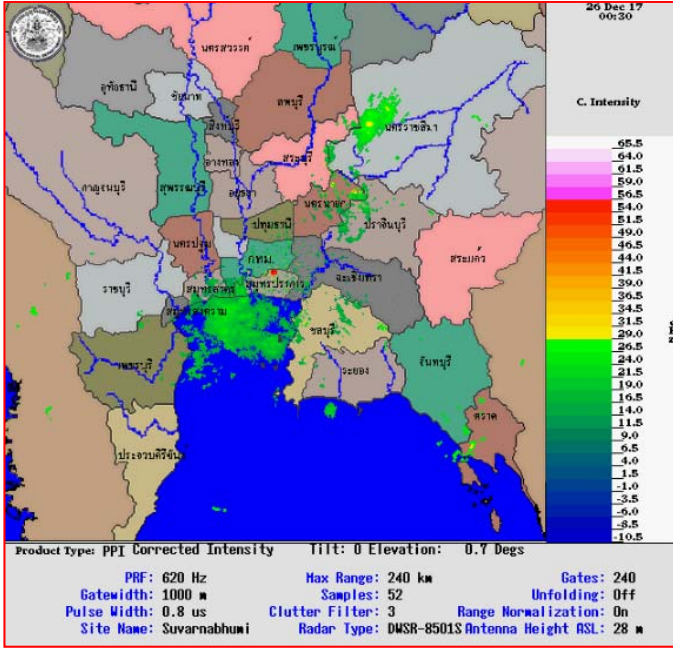 26 Dec 17
00:30
เพชรบูรณ์
นครสวรรค์
อุทัยธานี
ชัยนาท
ลพบุรี
สิงห์บุรี
นครราชสีมา
อ่างทอง
สระบุรี
กาญจนบุรี
สุพรรณบุรี
อยุธยา
นครนายก
ปทุมธานี
ปราจีนบุรี
นครปฐม
กทม.
สระแก้ว
ราชบุรี
สมุทรสาคร
สมุทรปราการ
ฉะเชิงเทรา
ชลบุรี
เพชรบุรี
ระยอง
จันทบุรี
ตราด
ประจวบคีรีขันธ์
C. Intensity
65.5
64.0
61.5
59.0
56.5
54.0
51.5
49.0
46.5
44.0
41.5
39.0
36.5
34.0
31.5
29.0
26.5
24.0
21.5
19.0
16.5
14.0
11.5
9.0
6.5
4.0
1.5
-1.0
-3.5
-6.0
-8.5
-10.5
Product Type: PPI Corrected Intensity Tilt: 0 Elevation: 0.7 Degs
PRF: 620 Hz Max Range: 240 km Gates: 240
Gatewidth: 1000 m Samples: 52 Unfolding: Off
Pulse Width: 0.8 us Clutter Filter: 3 Range Normalization: On
Site Name: Suvarnabhumi Radar Type: DWSR-8501S Antenna Height ASL: 28 m